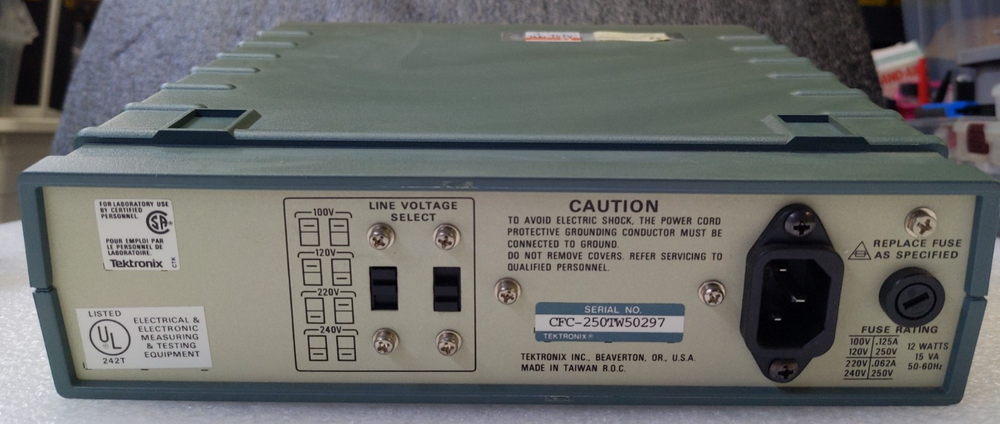 FOR LABORATORY USE
BY CERTIFIED
PERSONNEL.
SA
POUR EMPLOI PAR
LE PERSONNEL DE
LABORATOIRE.
Tektronix
CTK
LISTED
UL
242T
ELECTRICAL &
ELECTRONIC
MEASURING
& TESTING
EQUIPMENT
LINE VOLTAGE
SELECT
100V
120V
220V
240V
CAUTION
TO AVOID ELECTRIC SHOCK, THE POWER CORD
PROTECTIVE GROUNDING CONDUCTOR MUST BE
CONNECTED TO GROUND.
DO NOT REMOVE COVERS. REFER SERVICING TO
QUALIFIED PERSONNEL.
SERIAL NO.
CFC-250TW50297
TEKTRONIX®
TEKTRONIX INC., BEAVERTON, OR., U.S.A.
MADE IN TAIWAN R.O.C.
REPLACE FUSE
AS SPECIFIED
FUSE RATING
100V .125A
120V 250V
220V .062A
240V 250V
12 WATTS
15 VA
50-60Hz
BAND-AID